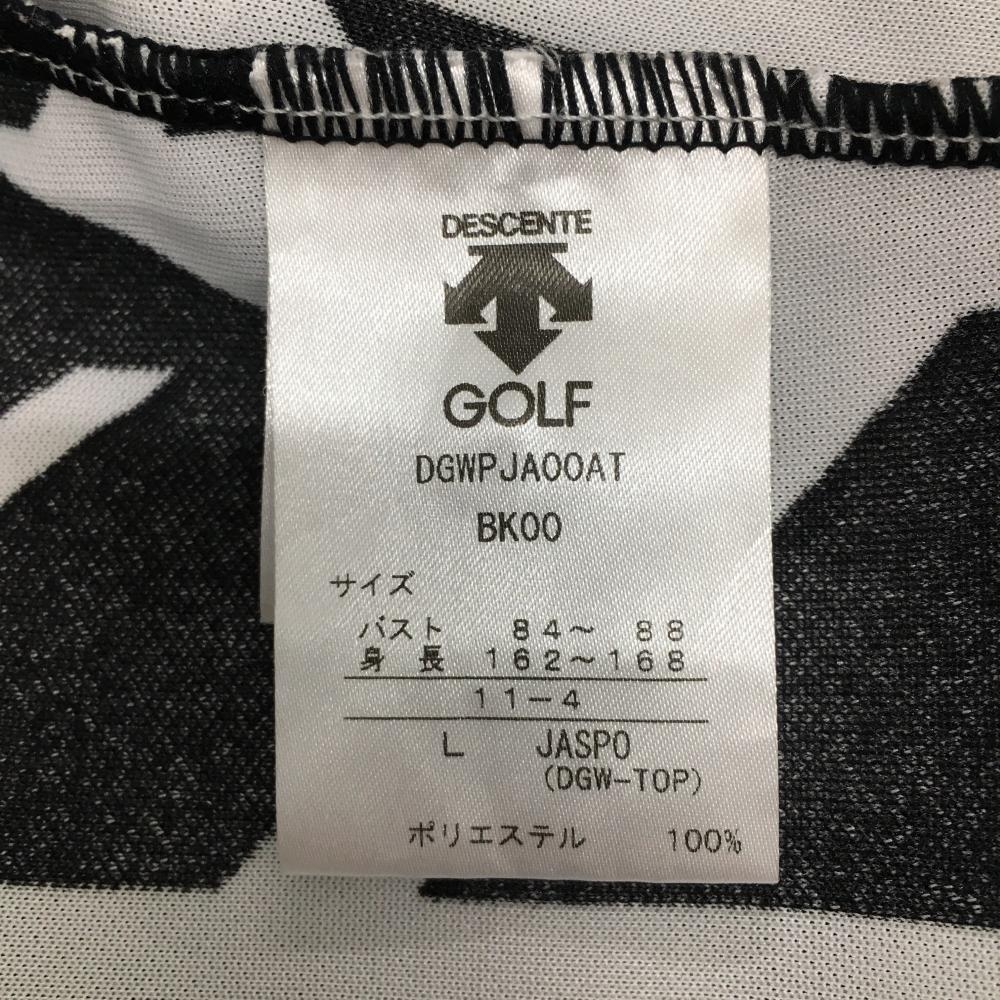 DESCENTE
GOLF
DGWPJA00AT
BK00
サイズ
バスト 84～ 88
身長 162～168
11-4
L JASPO
(DGW-TOP)
ポリエステル 100%